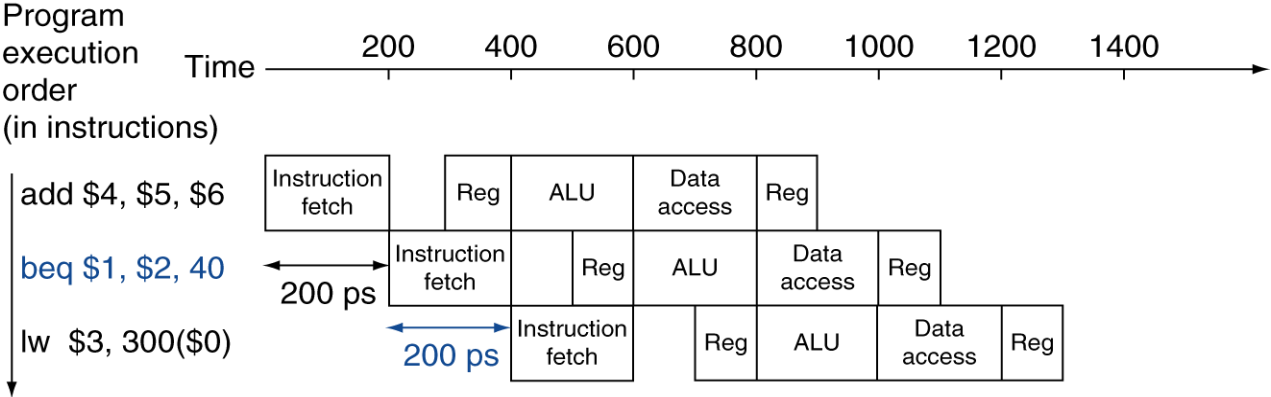 Program
execution
order
(in instructions)
Time
200 400 600 800 1000 1200 1400
add $4, $5, $6
Instruction
fetch
Reg
ALU
Data
access
Reg
beq $1, $2, 40
200 ps
Instruction
fetch
Reg
ALU
Data
access
Reg
lw $3, 300($0)
200 ps
Instruction
fetch
Reg
ALU
Data
access
Reg